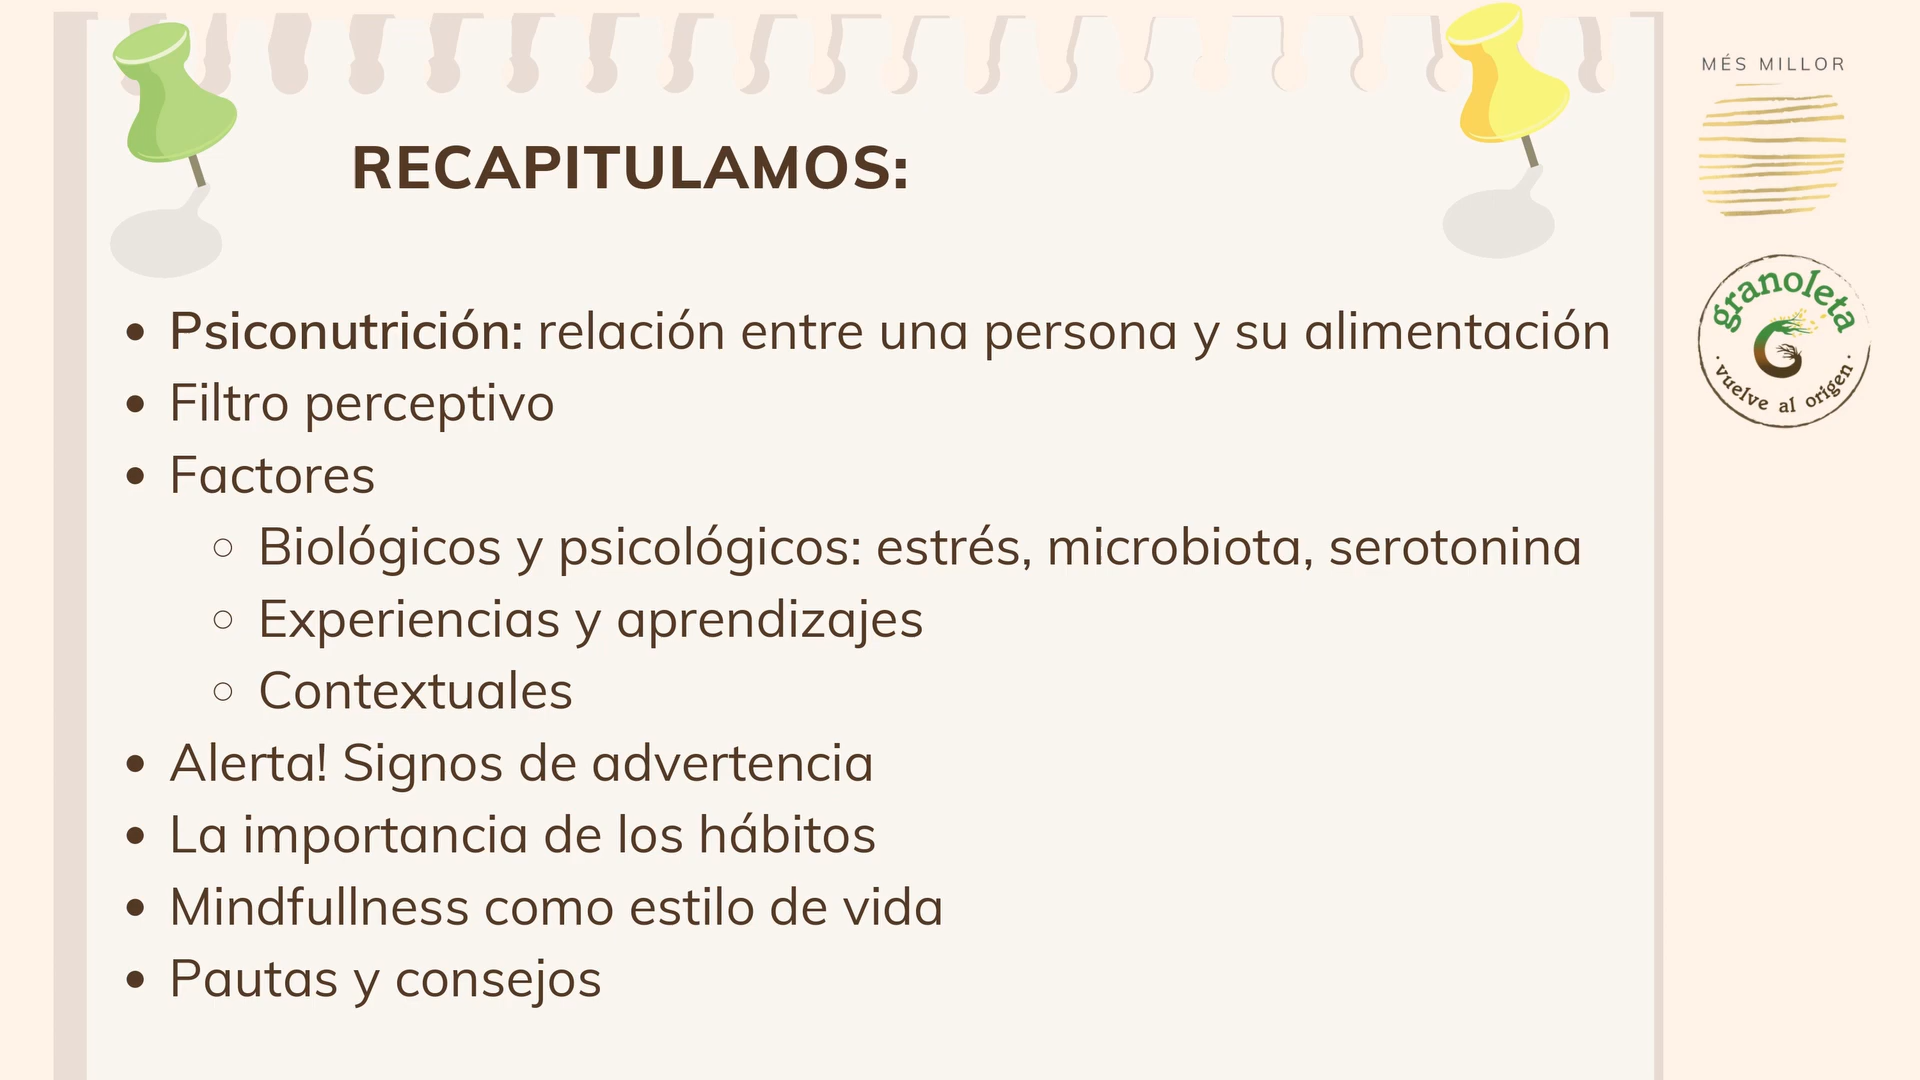 RECAPITULAMOS:
MÉS MILLOR
granoleta
· vuelve al origen ·
• Psiconutrición: relación entre una persona y su alimentación
• Filtro perceptivo
• Factores
○ Biológicos y psicológicos: estrés, microbiota, serotonina
○ Experiencias y aprendizajes
○ Contextuales
• Alerta! Signos de advertencia
• La importancia de los hábitos
• Mindfullness como estilo de vida
• Pautas y consejos